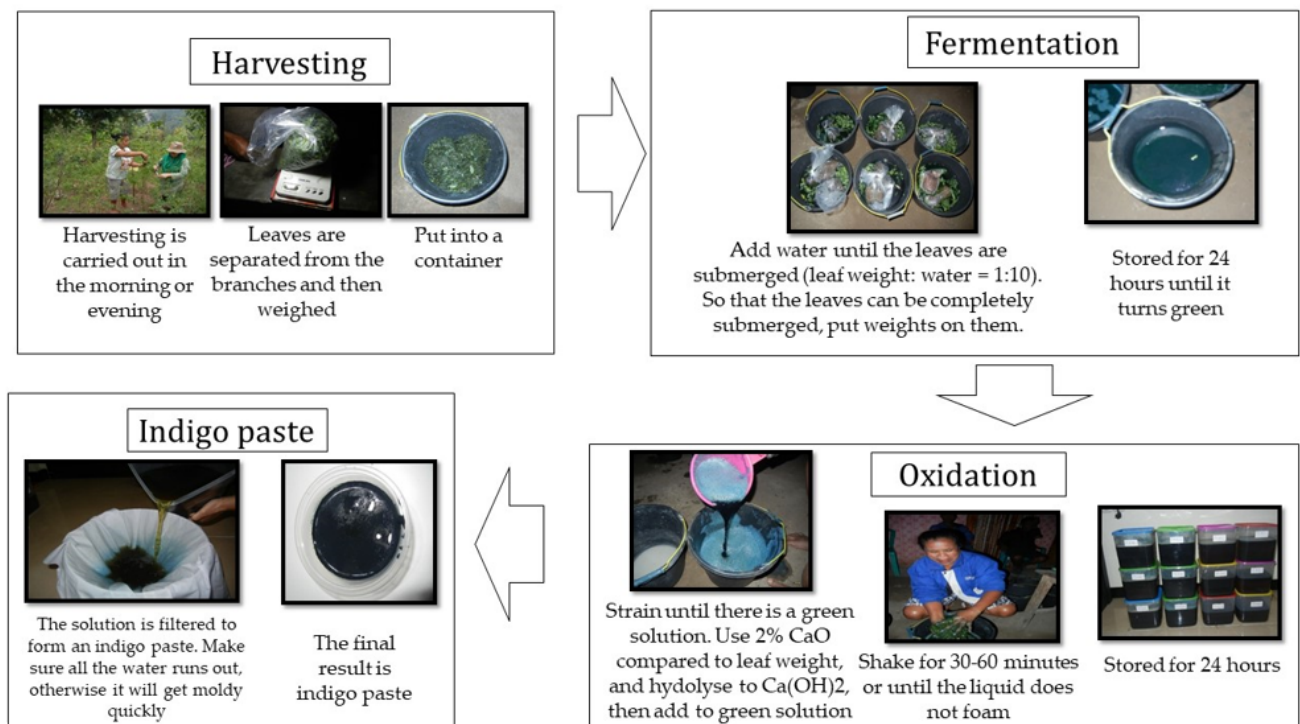 Harvesting
Harvesting is
carried out in
the morning or
evening
Leaves are
separated from the
branches and then
weighed
Put into a
container
Fermentation
Add water until the leaves are
submerged (leaf weight: water = 1:10).
So that the leaves can be completely
submerged, put weights on them.
Stored for 24
hours until it
turns green
Oxidation
Strain until there is a green
solution. Use 2% CaO
compared to leaf weight,
and hydolyse to Ca(OH)2,
then add to green solution
Shake for 30-60 minutes
or until the liquid does
not foam
Stored for 24 hours
Indigo paste
The solution is filtered to
form an indigo paste. Make
sure all the water runs out,
otherwise it will get moldy
quickly
The final
result is
indigo paste